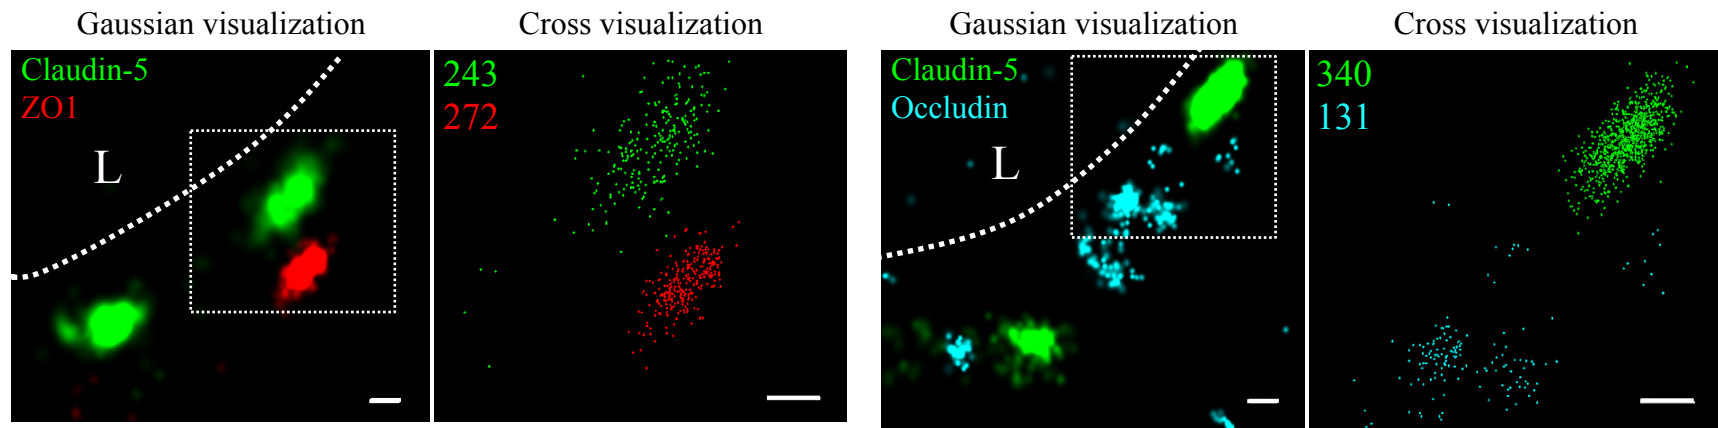 Gaussian visualization
Cross visualization
Gaussian visualization
Cross visualization
Claudin-5
ZO1
L
243
272
Claudin-5
Occludin
L
340
131